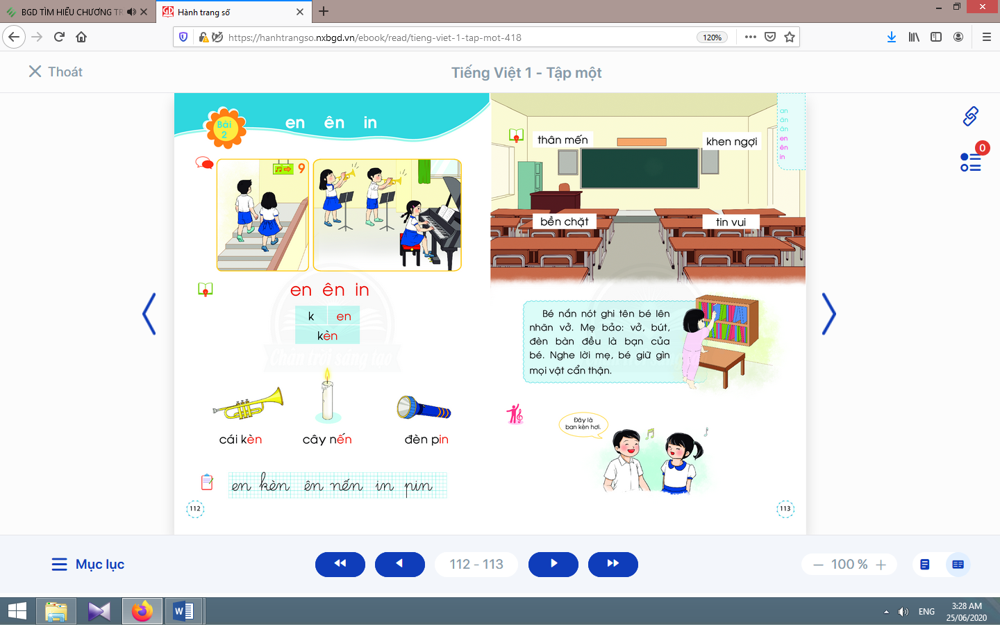 BGD TÌM HIỂU CHƯƠNG TR
Hành trang số
https://hanhtrangso.nxbgd.vn/ebook/read/tieng-viet-1-tap-mot-418
120%
Thoát
Tiếng Việt 1 - Tập một
Bài
2
en ên in
9
en ên in
k en
kèn
Chân trời sáng tạo
cái kèn
cây nến
đèn pin
en kèn ên nến in pin
112
an
ăn
ân
en
ên
in
thân mến
khen ngợi
bền chặt
tin vui
Bé nắn nót ghi tên bé lên
nhãn vở. Mẹ bảo: vở, bút,
đèn bàn đều là bạn của
bé. Nghe lời mẹ, bé giữ gìn
mọi vật cẩn thận.
Đây là
ban kèn hơi.
113
0
Mục lục
112 - 113
100 %
ENG
3:28 AM
25/06/2020